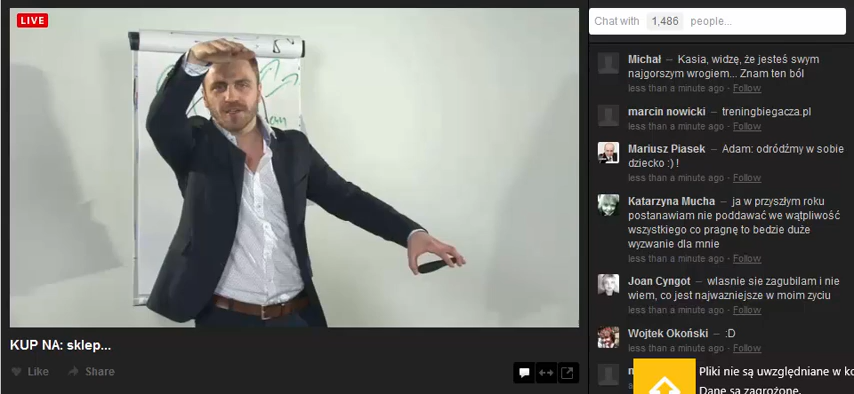 LIVE
KUP NA: sklep...
Like
Share
Chat with 1,486 people...
Michał – Kasia, widzę, że jesteś swym
najgorszym wrogiem... Znam ten ból
less than a minute ago - Follow
marcin nowicki – treningbiegacza.pl
less than a minute ago - Follow
Mariusz Piasek – Adam: odródźmy w sobie
dziecko :) !
less than a minute ago - Follow
Katarzyna Mucha – ja w przyszłym roku
postanawiam nie poddawać we wątpliwość
wszystkiego co pragnę to bedzie duże
wyzwanie dla mnie
less than a minute ago - Follow
Joan Cyngot – wlasnie sie zagubilam i nie
wiem, co jest najwazniejsze w moim zyciu
less than a minute ago - Follow
Wojtek Okoński – :D
less than a minute ago - Follow
Pliki nie są uwzględniane w
Dane są zagrożone.